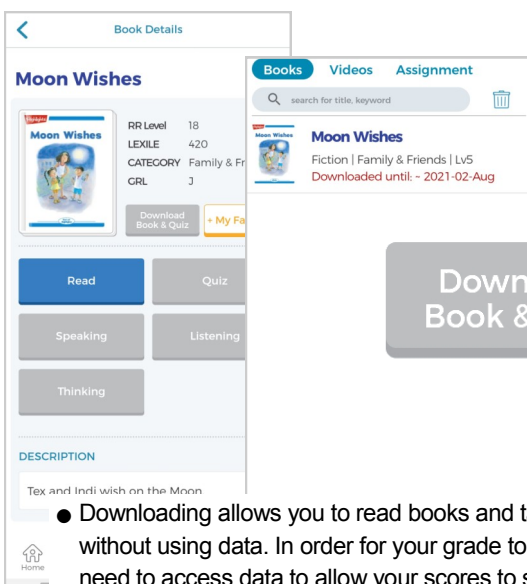 Book Details
Moon Wishes
Highlights
Moon Wishes
RR Level 18
LEXILE 420
CATEGORY Family &
GRL J
Download
Book & Quiz
+ My
Read
Quiz
Speaking
Listening
Thinking
DESCRIPTION
Tex and Indi wish on the Moon
Home
Books Videos Assignment
search for title, keyword
Moon Wishes
Moon Wishes
Fiction | Family & Friends | Lv5
Downloaded until: ~ 2021-02-Aug
Book &
● Downloading allows you to read books and
without using data. In order for your grade to
need to access data to allow your scores to